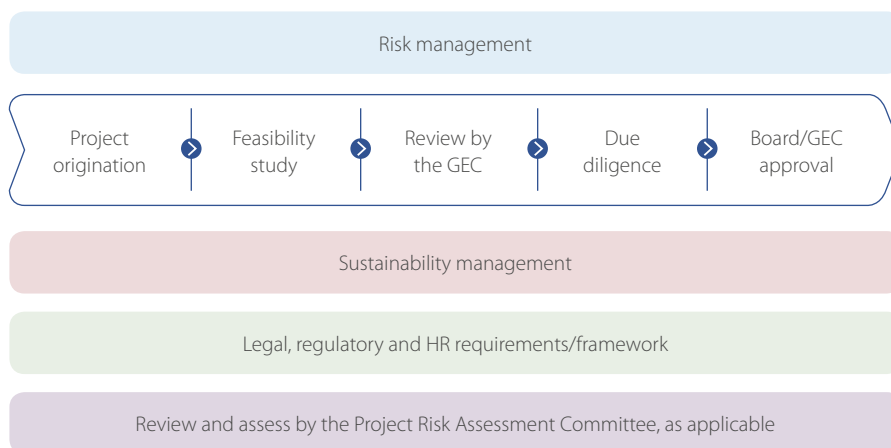 Risk management
Project
origination
Feasibility
study
Review by
the GEC
Due
diligence
Board/GEC
approval
Sustainability management
Legal, regulatory and HR requirements/framework
Review and assess by the Project Risk Assessment Committee, as applicable